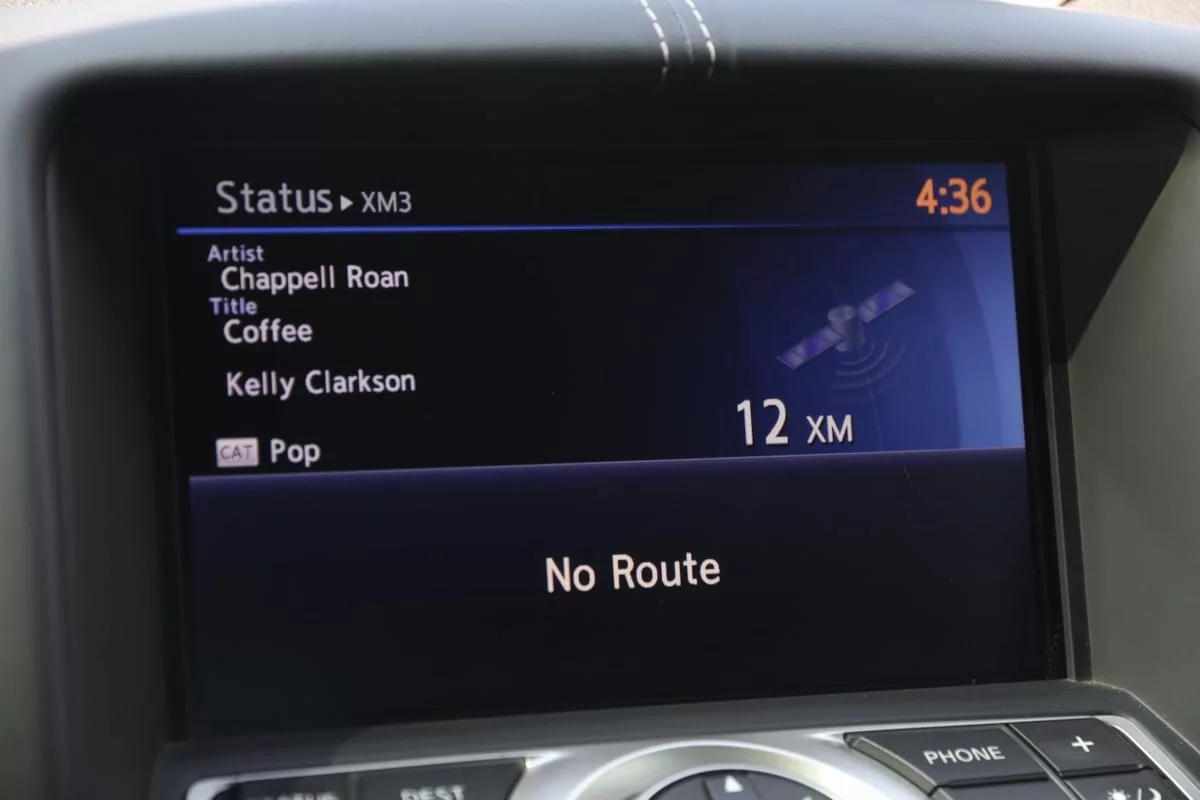 Status ▸ XM3 4:36
Artist
Chappell Roan
Title
Coffee
Kelly Clarkson
12 XM
CAT Pop
No Route
PHONE +
DEST